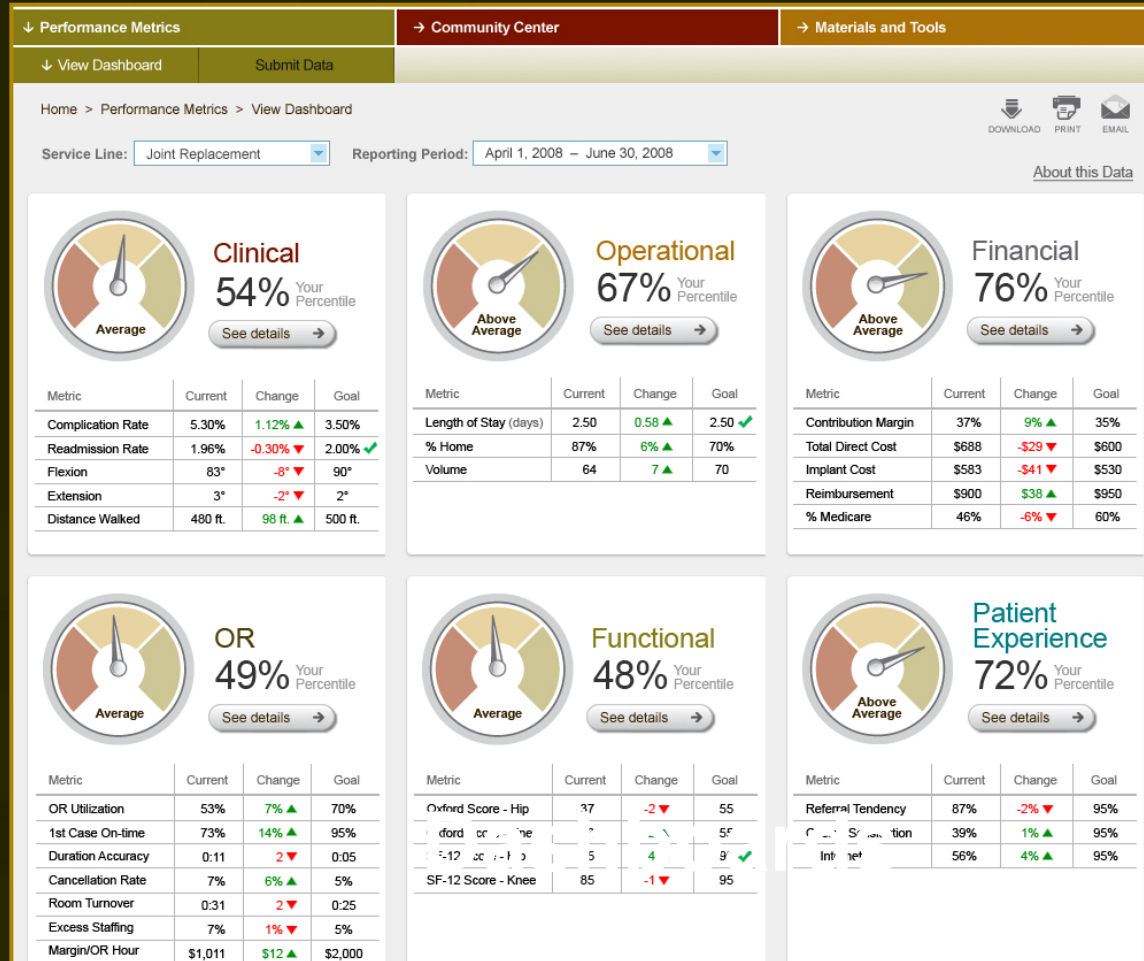 ↓ Performance Metrics → Community Center → Materials and Tools
↓ View Dashboard Submit Data
Home > Performance Metrics > View Dashboard
DOWNLOAD PRINT EMAIL
Service Line: Joint Replacement Reporting Period: April 1, 2008 – June 30, 2008
About this Data
Clinical
54% Your Percentile
Average
See details →
Metric Current Change Goal
Complication Rate 5.30% 1.12% ▲ 3.50%
Readmission Rate 1.96% -0.30% ▼ 2.00% ✔
Flexion 83° -8° ▼ 90°
Extension 3° -2° ▼ 2°
Distance Walked 480 ft. 98 ft. ▲ 500 ft.
Operational
67% Your Percentile
Above
Average
See details →
Metric Current Change Goal
Length of Stay (days) 2.50 0.58 ▲ 2.50 ✔
% Home 87% 6% ▲ 70%
Volume 64 7 ▲ 70
Financial
76% Your Percentile
Above
Average
See details →
Metric Current Change Goal
Contribution Margin 37% 9% ▲ 35%
Total Direct Cost $688 -$29 ▼ $600
Implant Cost $583 -$41 ▼ $530
Reimbursement $900 $38 ▲ $950
% Medicare 46% -6% ▼ 60%
OR
49% Your Percentile
Average
See details →
Metric Current Change Goal
OR Utilization 53% 7% ▲ 70%
1st Case On-time 73% 14% ▲ 95%
Duration Accuracy 0:11 2 ▼ 0:05
Cancellation Rate 7% 6% ▲ 5%
Room Turnover 0:31 2 ▼ 0:25
Excess Staffing 7% 1% ▼ 5%
Margin/OR Hour $1,011 $12 ▲ $2,000
Functional
48% Your Percentile
Average
See details →
Metric Current Change Goal
Oxford Score - Hip 37 -2 ▼ 55
55
4 ✔
SF-12 Score - Knee 85 -1 ▼ 95
Patient
Experience
72% Your Percentile
Above
Average
See details →
Metric Current Change Goal
Referral Tendency 87% -2% ▼ 95%
39% 1% ▲ 95%
56% 4% ▲ 95%